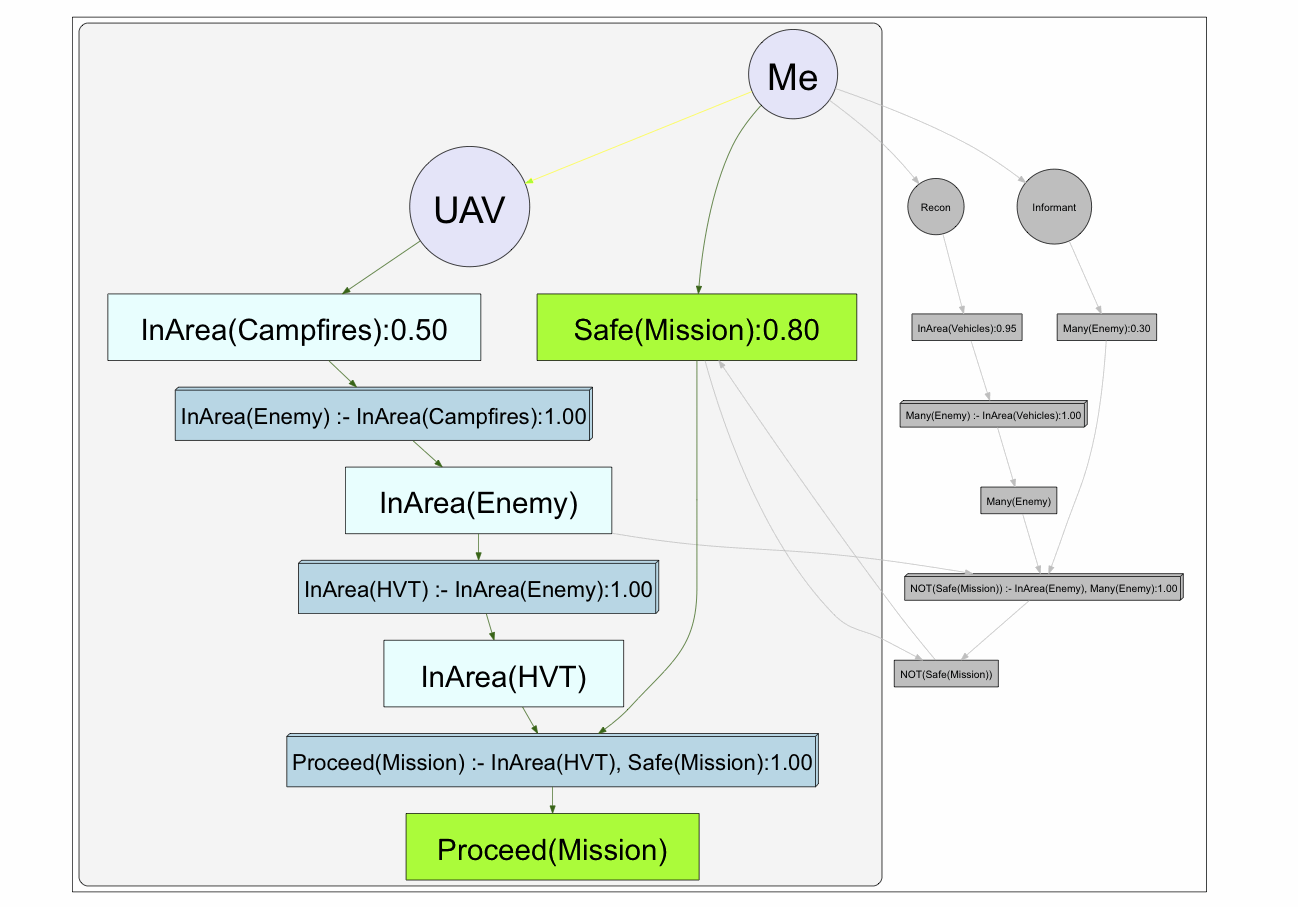 Me
UAV
Recon
Informant
InArea(Campfires):0.50
Safe(Mission):0.80
InArea(Vehicles):0.95
Many(Enemy):0.30
InArea(Enemy) :- InArea(Campfires):1.00
Many(Enemy) :- InArea(Vehicles):1.00
InArea(Enemy)
Many(Enemy)
InArea(HVT) :- InArea(Enemy):1.00
NOT(Safe(Mission)) :- InArea(Enemy), Many(Enemy):1.00
InArea(HVT)
NOT(Safe(Mission))
Proceed(Mission) :- InArea(HVT), Safe(Mission):1.00
Proceed(Mission)